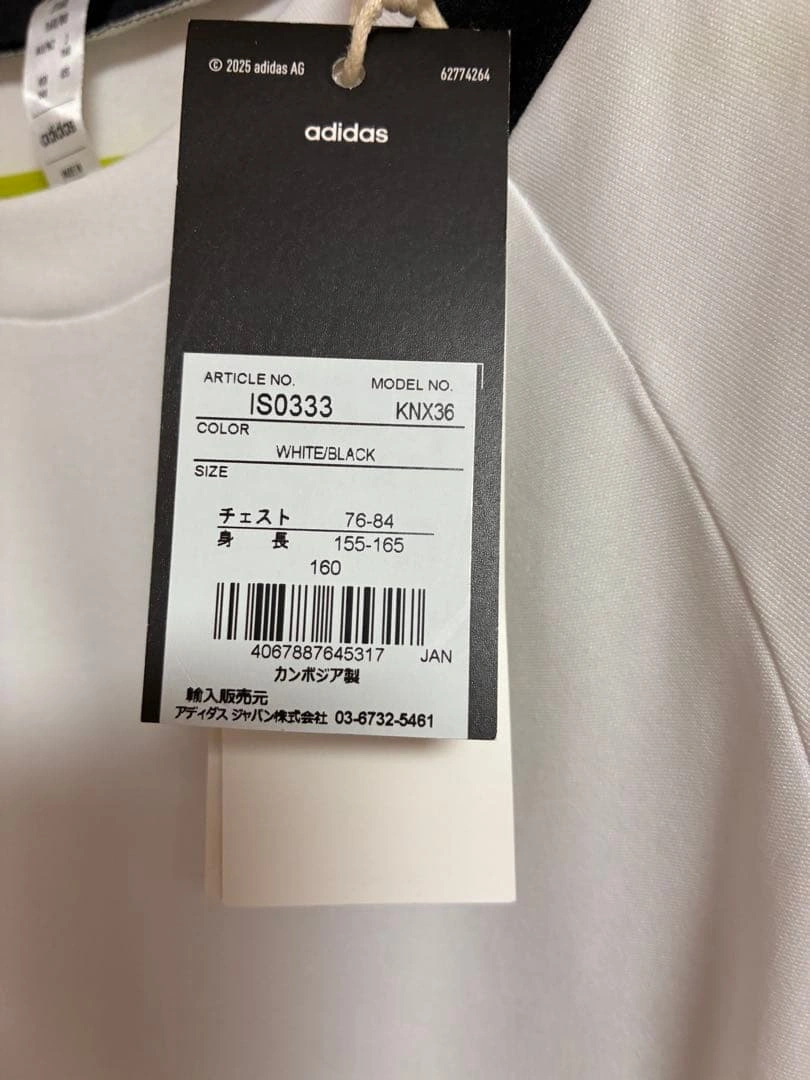 © 2025 adidas AG
62774264
adidas
ARTICLE NO.
MODEL NO.
IS0333
KNX36
COLOR
WHITE/BLACK
SIZE
チェスト 76-84
身長 155-165
160
4067887645317 JAN
カンボジア製
輸入販売元
アディダス ジャパン株式会社 03-6732-5461
adidas